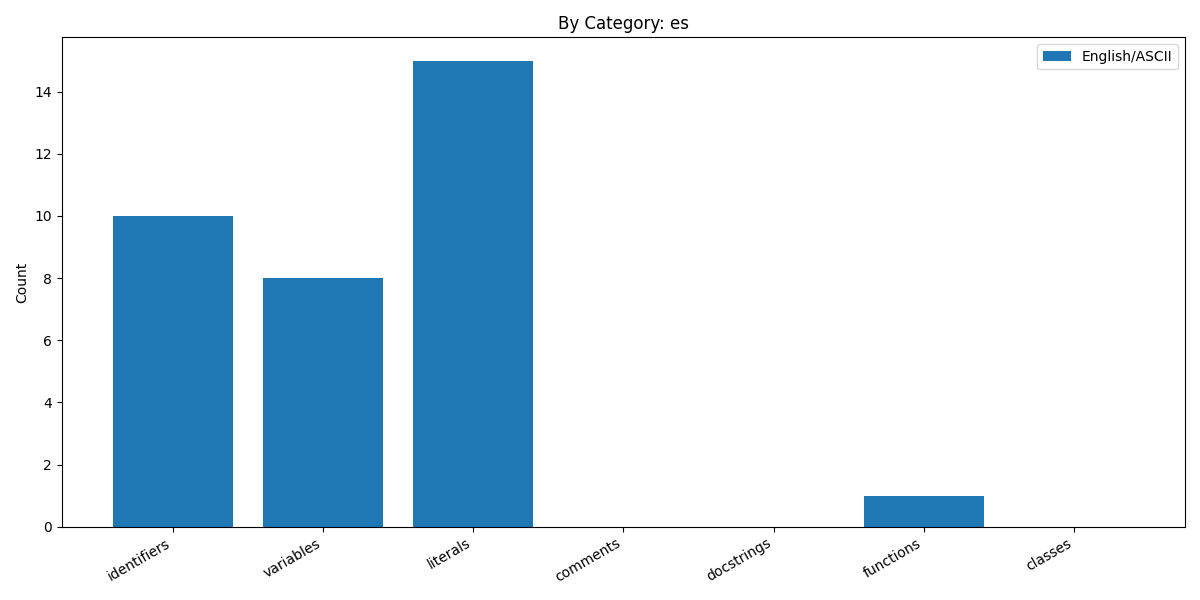 By Category: es
English/ASCII
Count
14
12
10
8
6
4
2
0
identifiers
variables
literals
comments
docstrings
functions
classes